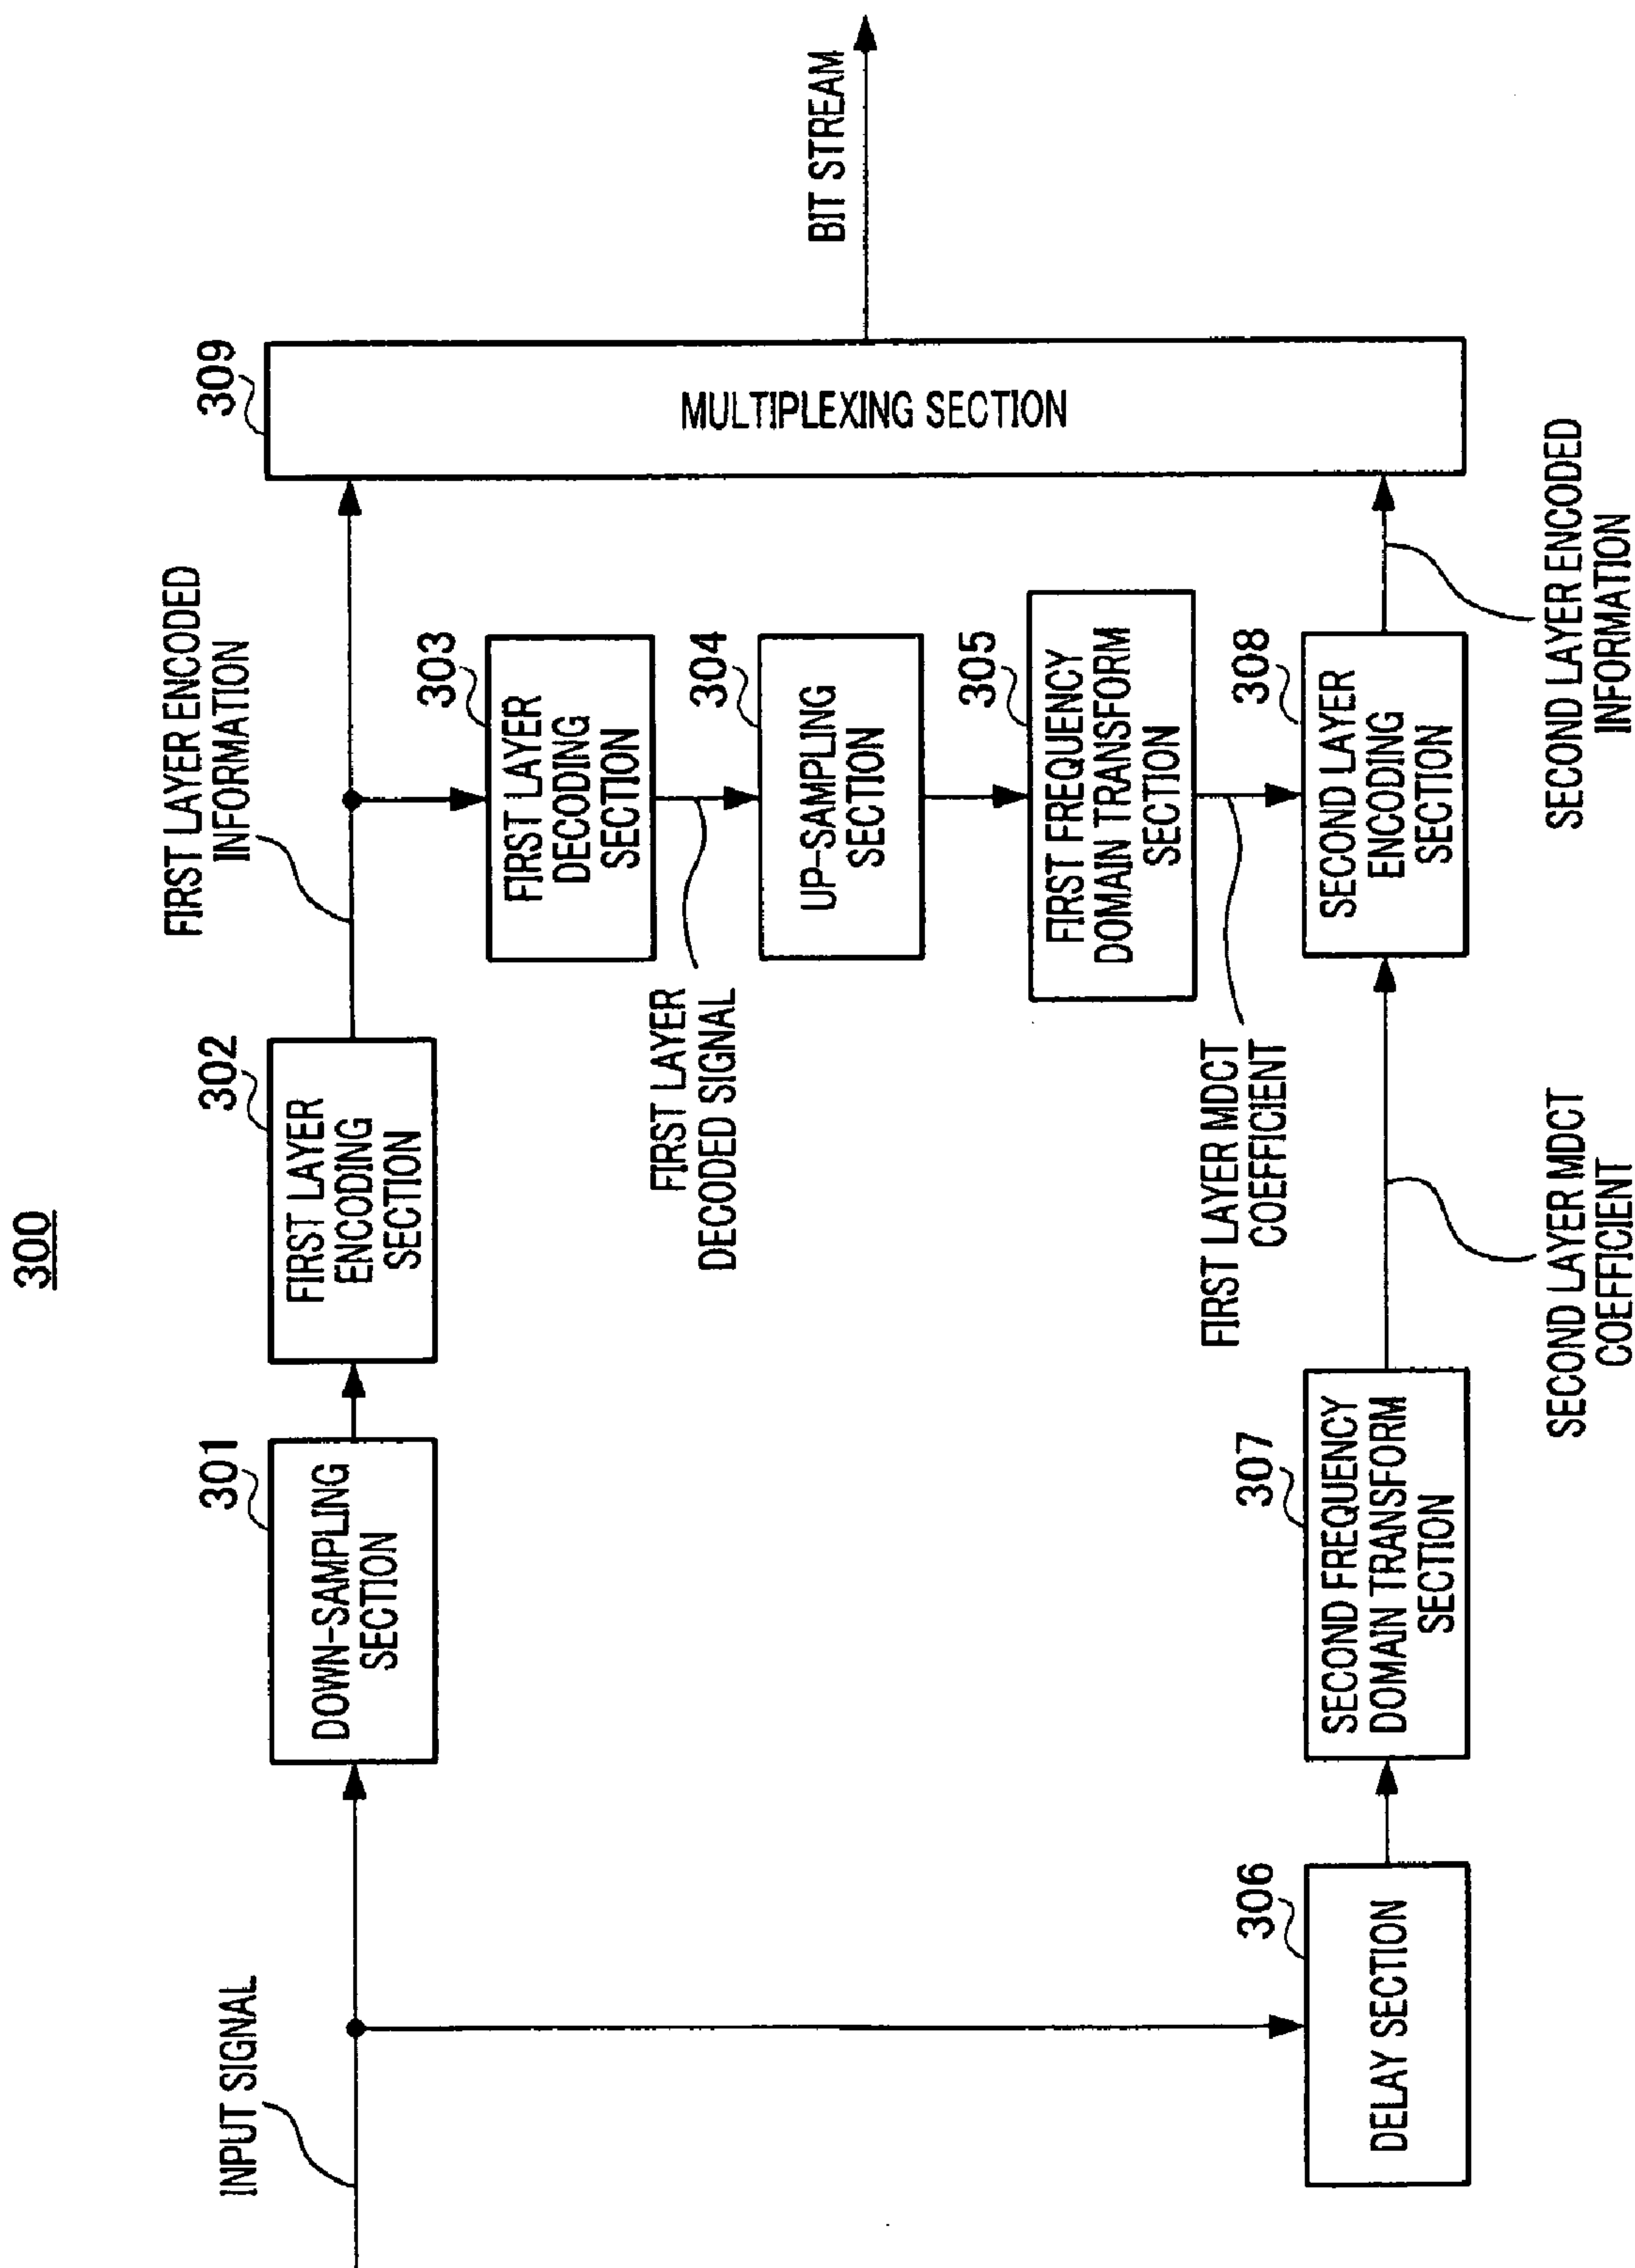 300
INPUT SIGNAL
301
DOWN-SAMPLING
SECTION
302
FIRST LAYER
ENCODING
SECTION
FIRST LAYER ENCODED
INFORMATION
303
FIRST LAYER
DECODING
SECTION
FIRST LAYER
DECODED SIGNAL
304
UP-SAMPLING
SECTION
305
FIRST FREQUENCY
DOMAIN TRANSFORM
SECTION
FIRST LAYER MDCT
COEFFICIENT
306
DELAY SECTION
307
SECOND FREQUENCY
DOMAIN TRANSFORM
SECTION
SECOND LAYER MDCT
COEFFICIENT
308
SECOND LAYER
ENCODING
SECTION
SECOND LAYER ENCODED
INFORMATION
309
MULTIPLEXING SECTION
BIT STREAM